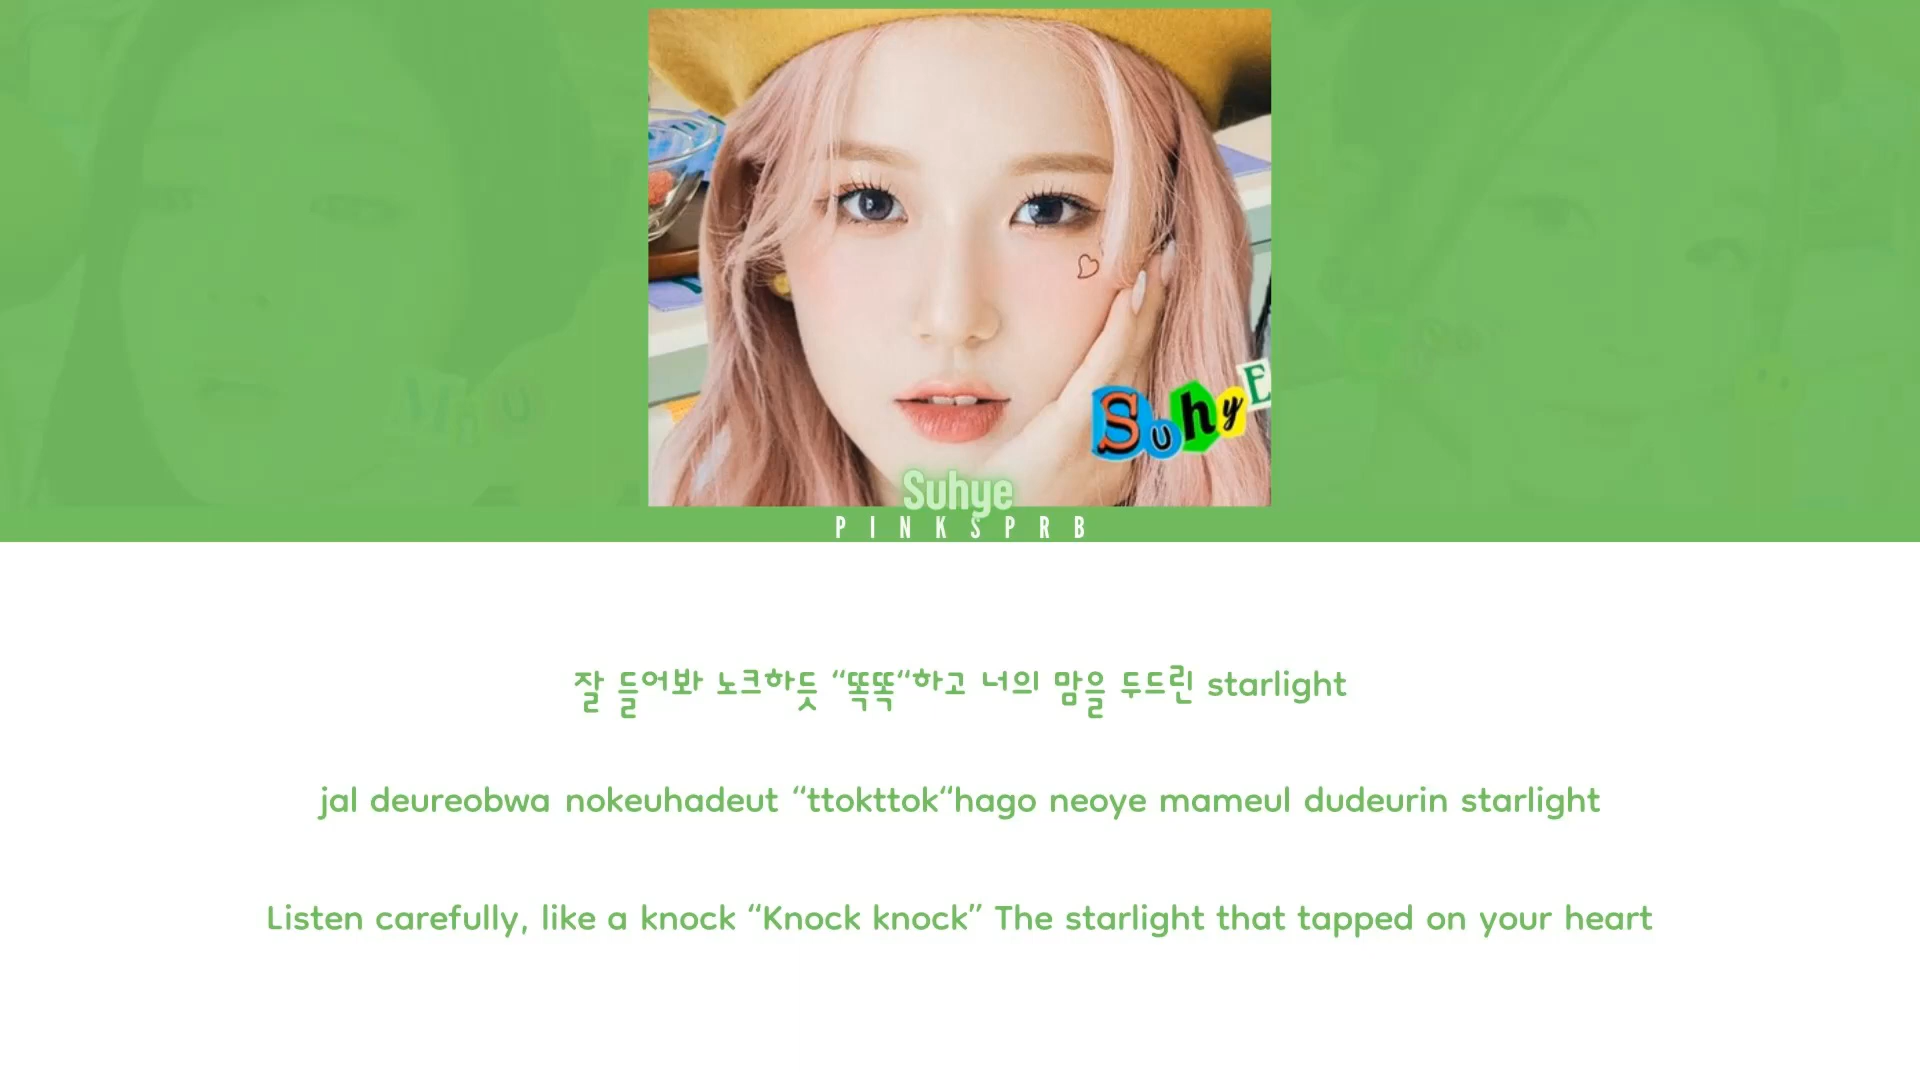 SuhyE
Suhye
PINKSPRB
잘 들어봐 노크하듯 “똑똑“하고 너의 맘을 두드린 starlight
jal deureobwa nokeuhadeut “ttokttok“hago neoye mameul dudeurin starlight
Listen carefully, like a knock “Knock knock” The starlight that tapped on your heart